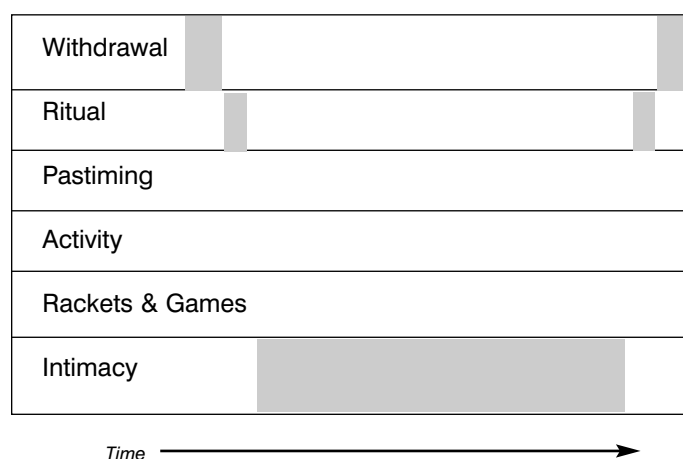 Withdrawal
Ritual
Pastiming
Activity
Rackets & Games
Intimacy
Time